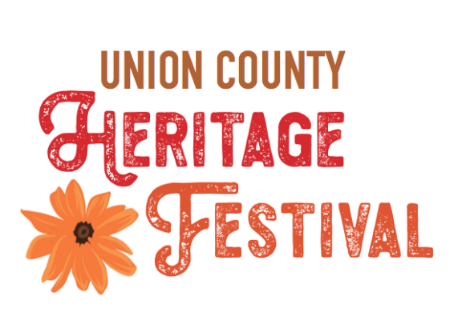 UNION COUNTY
HERITAGE
FESTIVAL